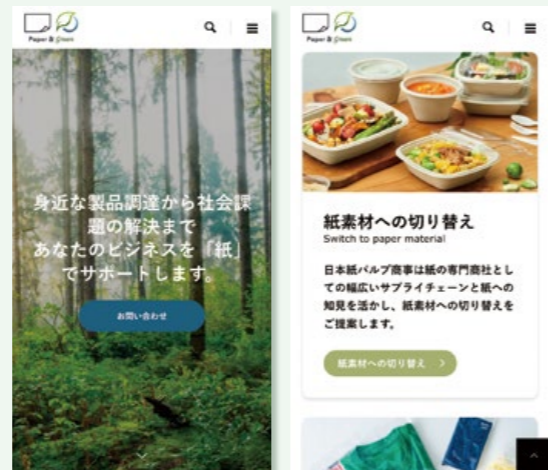 Paper & Green
身近な製品調達から社会課
題の解決まで
あなたのビジネスを「紙」
でサポートします。
お問い合わせ
Paper & Green
紙素材への切り替え
Switch to paper material
日本紙パルプ商事は紙の専門商社とし
ての幅広いサプライチェーンと紙への
知見を活かし、紙素材への切り替えを
ご提案します。
紙素材への切り替え